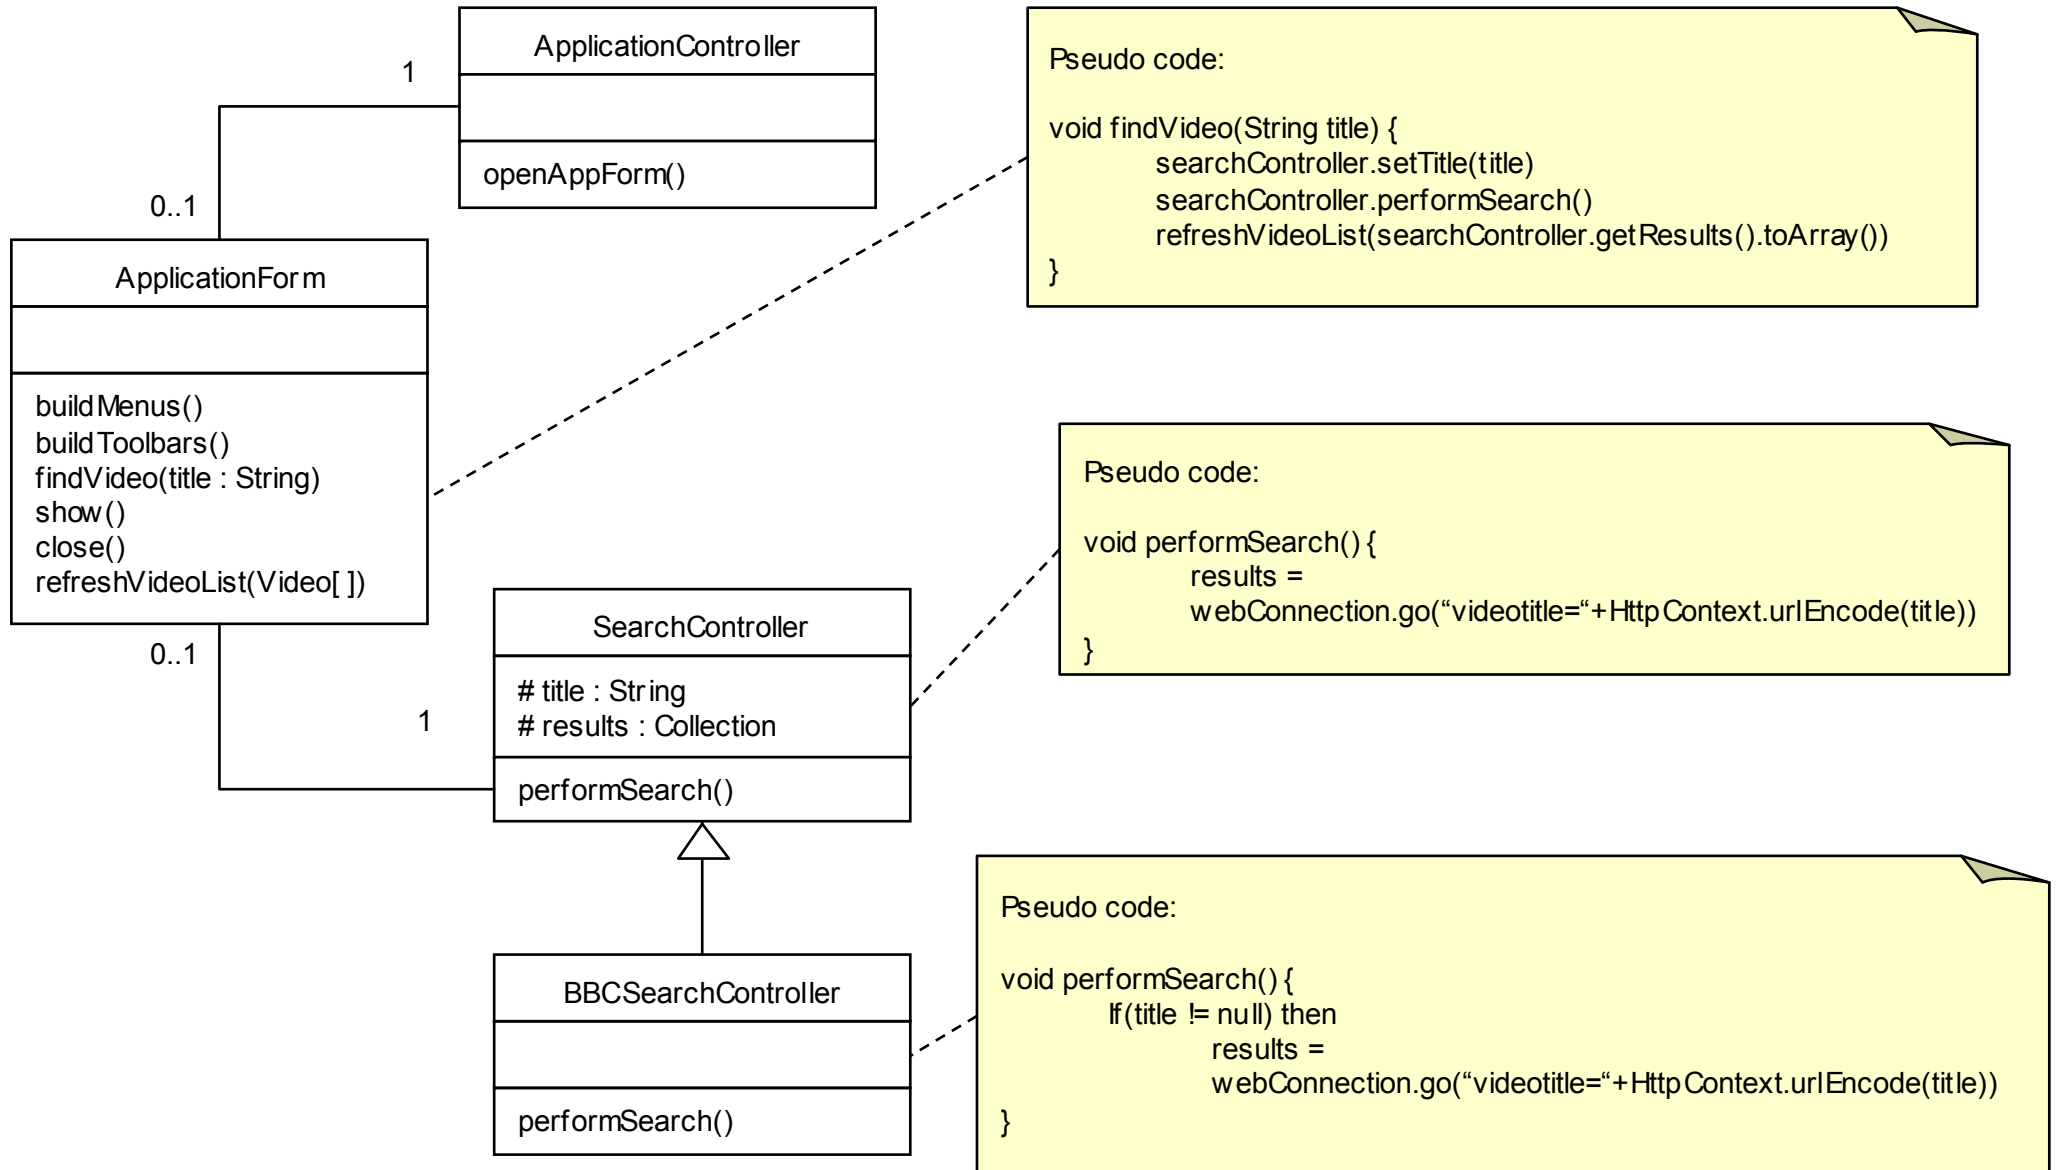 ApplicationController
openAppForm()
1
0..1
ApplicationForm
buildMenus()
buildToolbars()
findVideo(title : String)
show()
close()
refreshVideoList(Video[ ])
0..1
1
SearchController
# title : String
# results : Collection
performSearch()
BBCSearchController
performSearch()
Pseudo code:
void findVideo(String title) {
searchController.setTitle(title)
searchController.performSearch()
refreshVideoList(searchController.getResults().toArray())
}
Pseudo code:
void performSearch() {
results =
webConnection.go(“videotitle=“+HttpContext.urlEncode(title))
}
Pseudo code:
void performSearch() {
If(title != null) then
results =
webConnection.go(“videotitle=“+HttpContext.urlEncode(title))
}